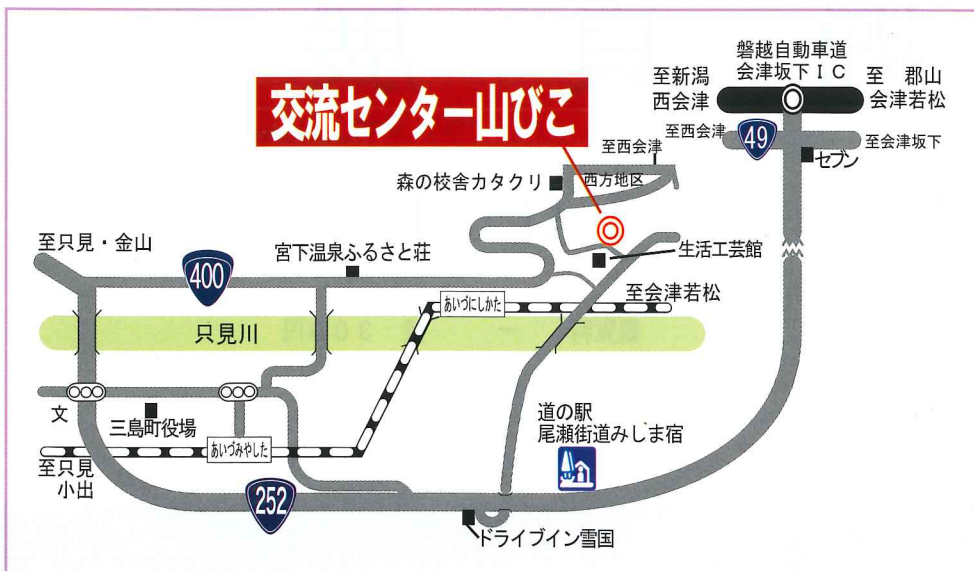 磐越自動車道
会津坂下ＩＣ
至新潟
西会津
至 郡山
会津若松
交流センター山びこ
至西会津
49
至会津坂下
セブン
至西会津
森の校舎カタクリ
西方地区
至只見・金山
400
宮下温泉ふるさと荘
生活工芸館
至会津若松
あいづにしかた
只見川
文
三島町役場
あいづみやした
道の駅
尾瀬街道みしま宿
至只見
小出
252
ドライブイン雪国